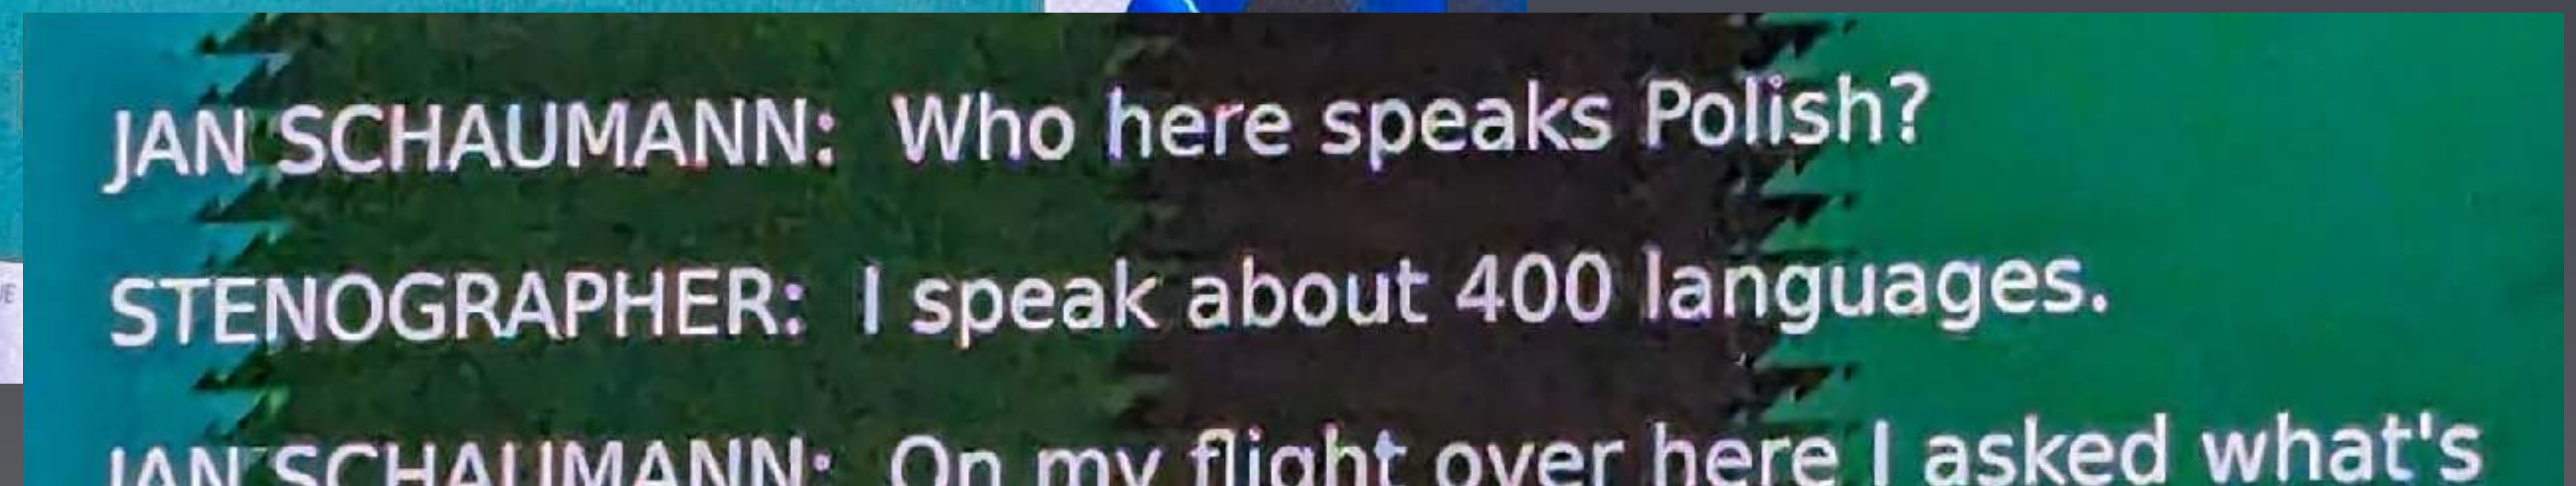 JAN SCHAUMANN: Who here speaks Polish?
STENOGRAPHER: I speak about 400 languages.
JAN SCHAUMANN: On my flight over here I asked what's